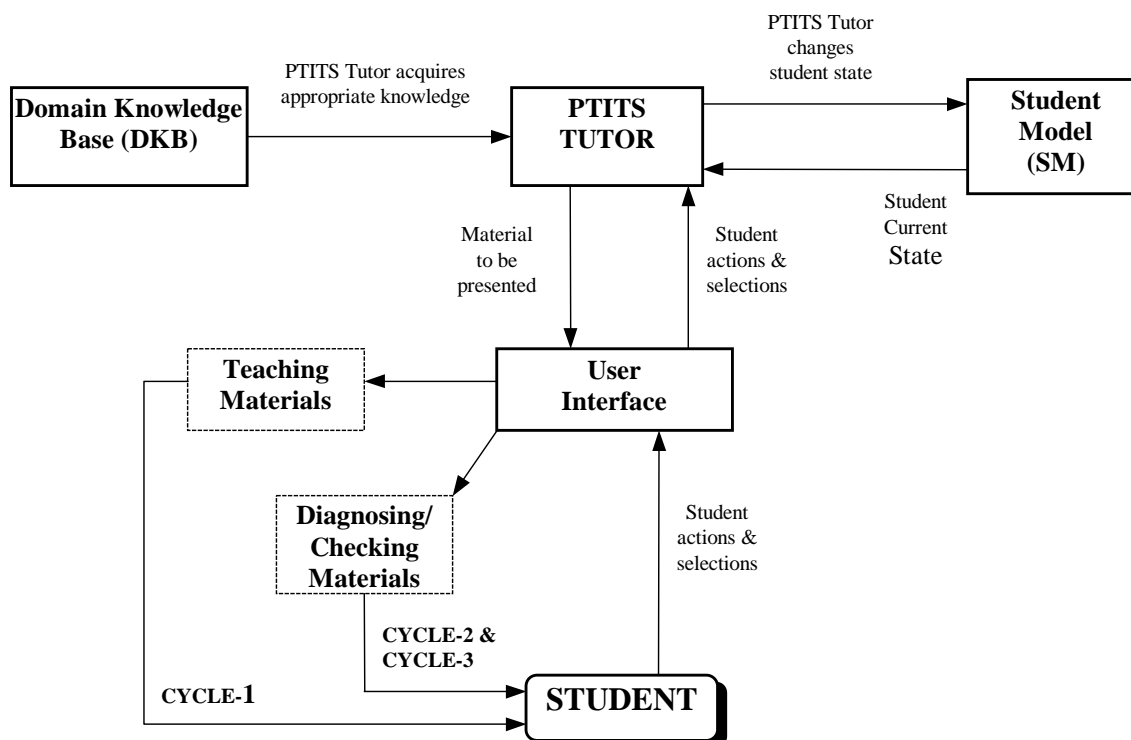 PTITS Tutor
changes
student state
PTITS Tutor acquires
appropriate knowledge
Domain Knowledge
Base (DKB)
PTITS
TUTOR
Student
Model
(SM)
Material
to be
presented
Student
actions &
selections
Student
Current
State
Teaching
Materials
User
Interface
Diagnosing/
Checking
Materials
Student
actions &
selections
CYCLE-2 &
CYCLE-3
CYCLE-1
STUDENT